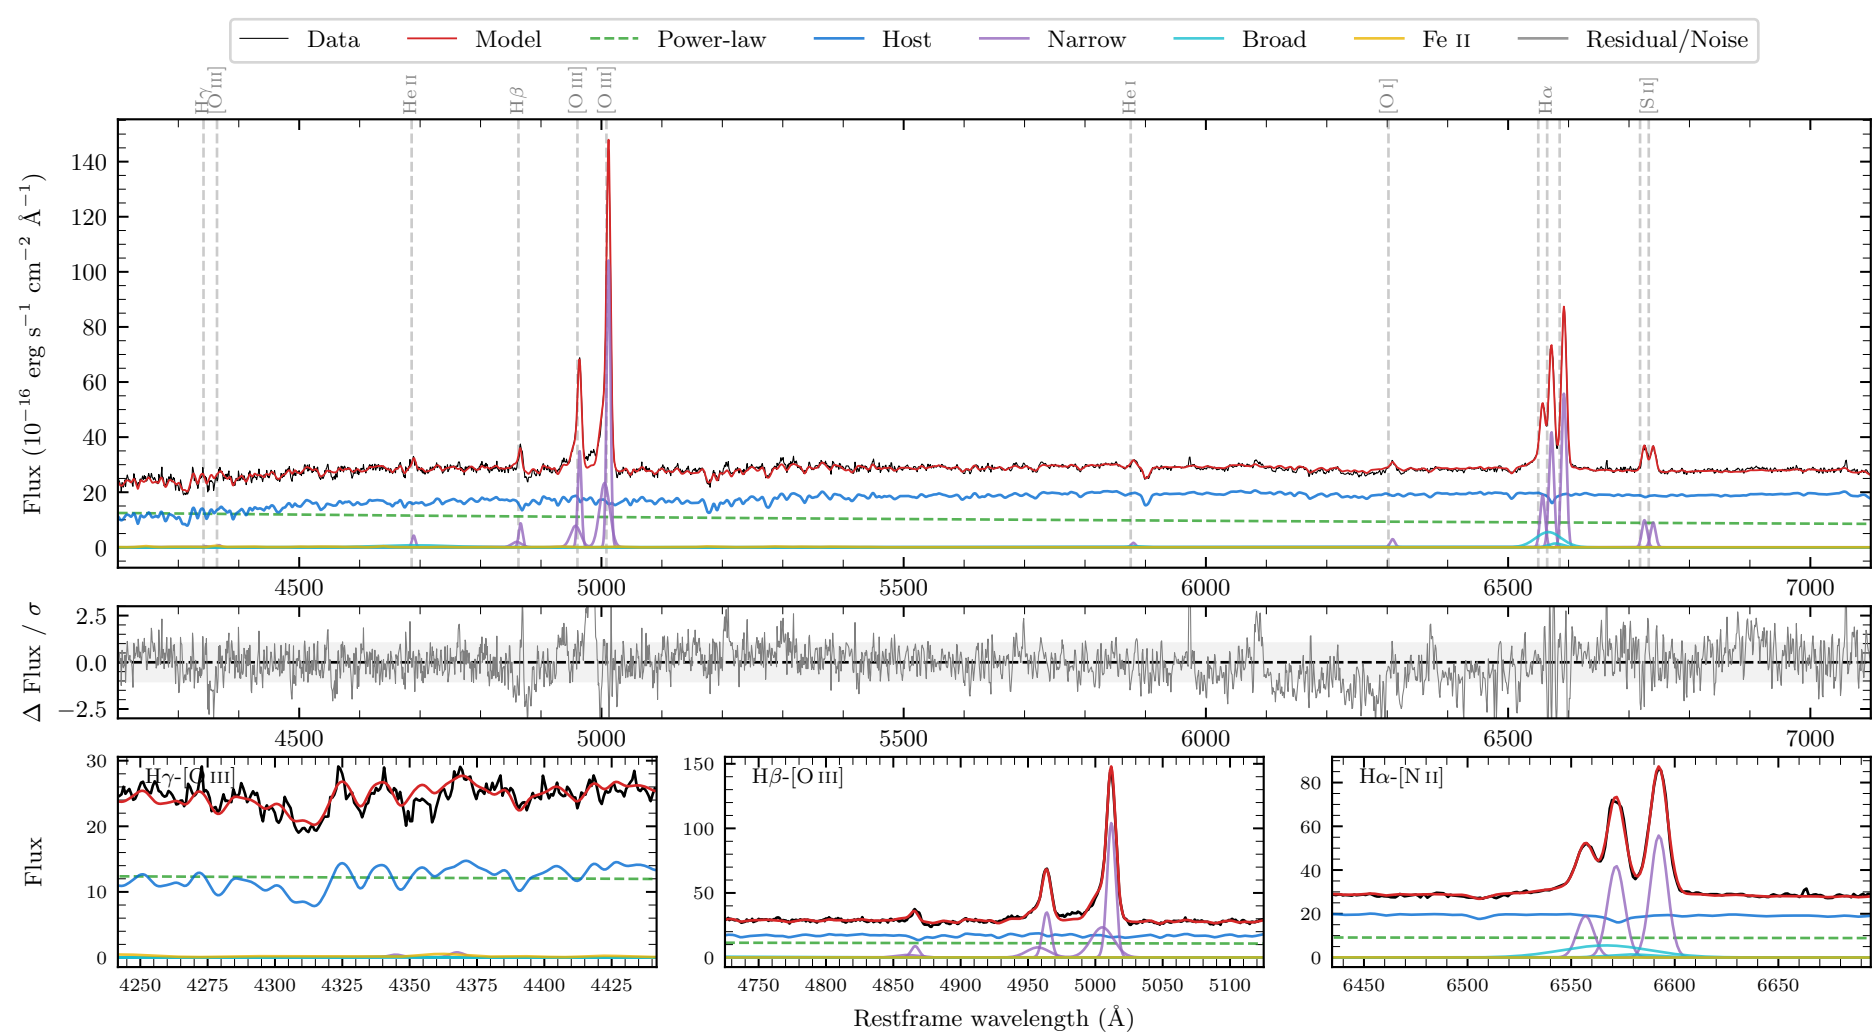 Data Model Power-law Host Narrow Broad Fe II Residual/Noise
Hγ [O III] He II Hβ [O III] [O III] He I [O I] Hα [S II]
Flux (10⁻¹⁶ erg s⁻¹ cm⁻² Å⁻¹)
140
120
100
80
60
40
20
0
4500 5000 5500 6000 6500 7000
Δ Flux / σ
2.5
0.0
−2.5
4500 5000 5500 6000 6500 7000
Flux
Hγ-[O III]
30
20
10
0
4250 4275 4300 4325 4350 4375 4400 4425
Hβ-[O III]
150
100
50
0
4750 4800 4850 4900 4950 5000 5050 5100
Hα-[N II]
80
60
40
20
0
6450 6500 6550 6600 6650
Restframe wavelength (Å)